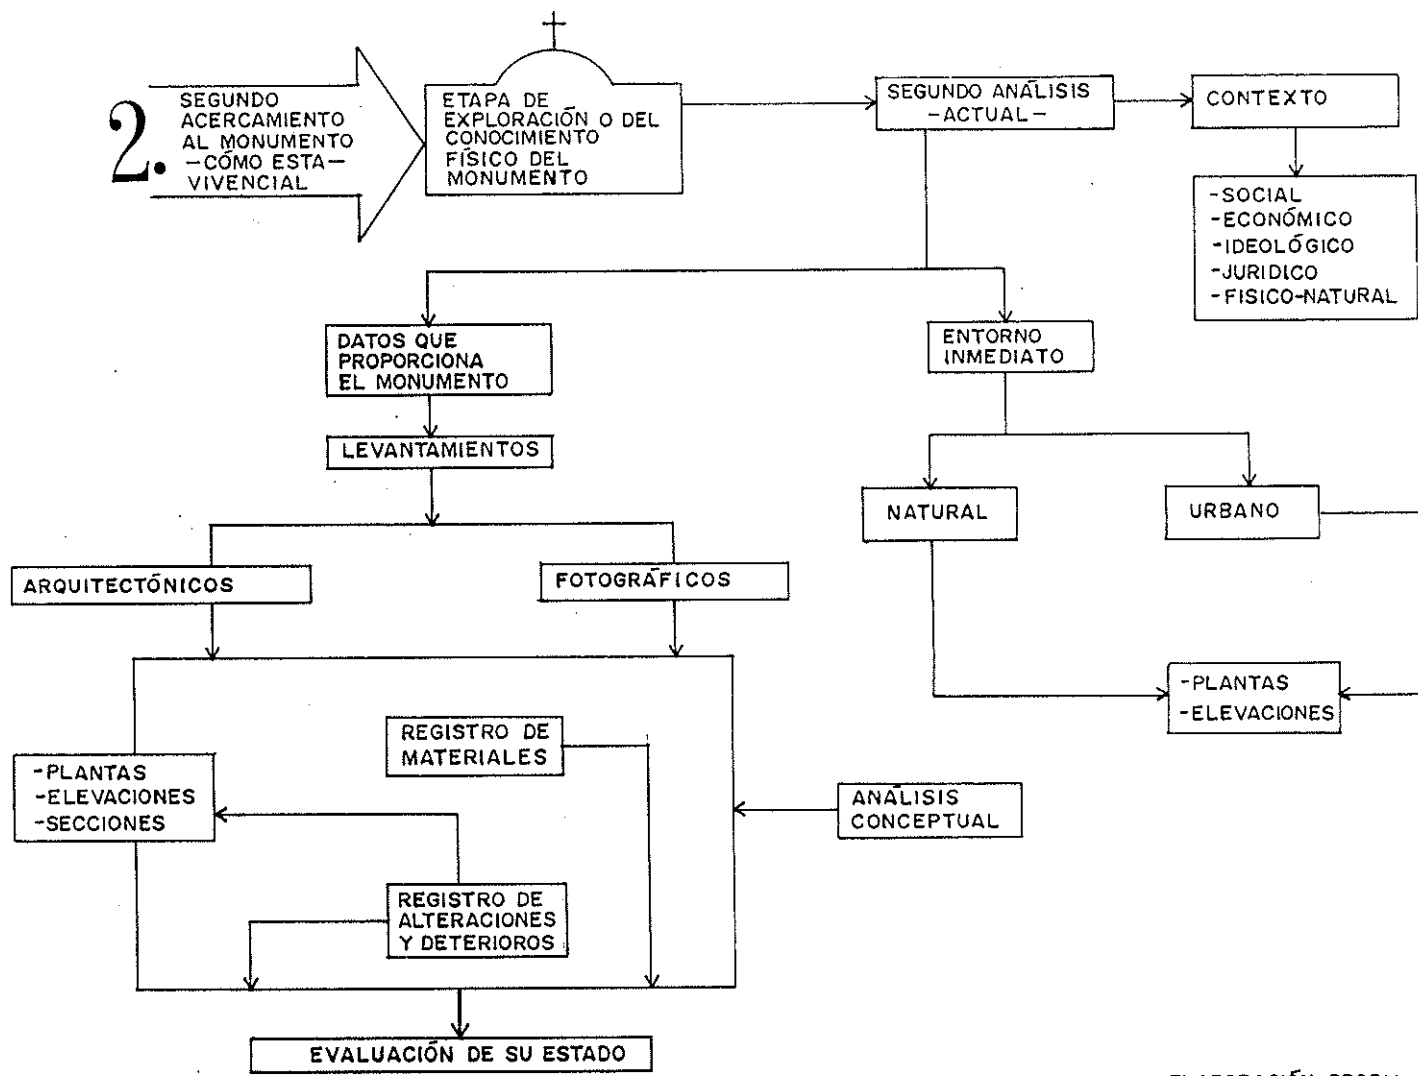 2.
SEGUNDO
ACERCAMIENTO
AL MONUMENTO
—CÓMO ESTA—
VIVENCIAL
ETAPA DE
EXPLORACIÓN O DEL
CONOCIMIENTO
FÍSICO DEL
MONUMENTO
SEGUNDO ANÁLISIS
-ACTUAL-
CONTEXTO
-SOCIAL
-ECONÓMICO
-IDEOLÓGICO
-JURIDICO
-FISICO-NATURAL
DATOS QUE
PROPORCIONA
EL MONUMENTO
ENTORNO
INMEDIATO
LEVANTAMIENTOS
NATURAL
URBANO
ARQUITECTÓNICOS
FOTOGRÁFICOS
-PLANTAS
-ELEVACIONES
REGISTRO DE
MATERIALES
-PLANTAS
-ELEVACIONES
-SECCIONES
ANÁLISIS
CONCEPTUAL
REGISTRO DE
ALTERACIONES
Y DETERIOROS
EVALUACIÓN DE SU ESTADO